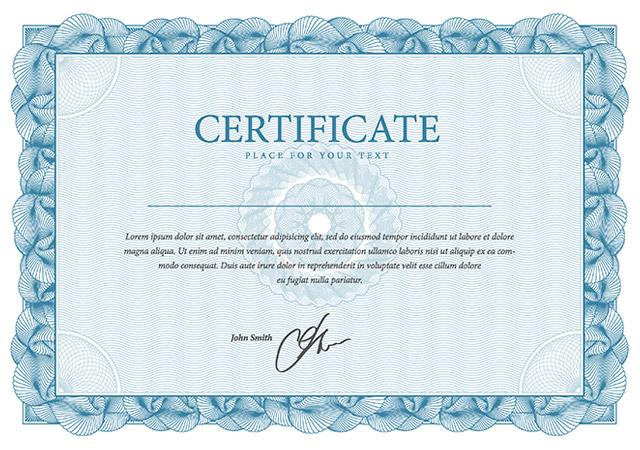 CERTIFICATE
PLACE FOR YOUR TEXT
Lorem ipsum dolor sit amet, consectetur adipisicing elit, sed do eiusmod tempor incididunt ut labore et dolore
magna aliqua. Ut enim ad minim veniam, quis nostrud exercitation ullamco laboris nisi ut aliquip ex ea com-
modo consequat. Duis aute irure dolor in reprehenderit in voluptate velit esse cillum dolore
eu fugiat nulla pariatur.
John Smith